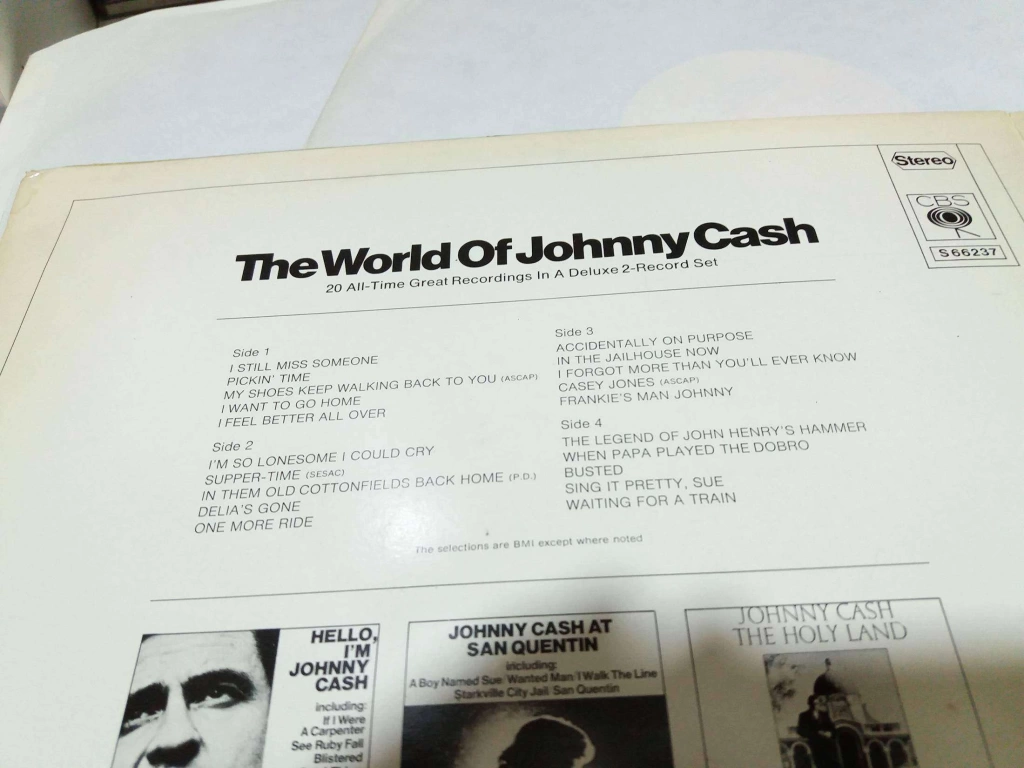 Stereo
CBS
S 66237
The World Of Johnny Cash
20 All-Time Great Recordings In A Deluxe 2-Record Set
Side 1
I STILL MISS SOMEONE
PICKIN' TIME
MY SHOES KEEP WALKING BACK TO YOU (ASCAP)
I WANT TO GO HOME
I FEEL BETTER ALL OVER
Side 2
I'M SO LONESOME I COULD CRY
SUPPER-TIME (SESAC)
IN THEM OLD COTTONFIELDS BACK HOME (P.D.)
DELIA'S GONE
ONE MORE RIDE
Side 3
ACCIDENTALLY ON PURPOSE
IN THE JAILHOUSE NOW
I FORGOT MORE THAN YOU'LL EVER KNOW
CASEY JONES (ASCAP)
FRANKIE'S MAN JOHNNY
Side 4
THE LEGEND OF JOHN HENRY'S HAMMER
WHEN PAPA PLAYED THE DOBRO
BUSTED
SING IT PRETTY, SUE
WAITING FOR A TRAIN
The selections are BMI except where noted
HELLO,
I'M
JOHNNY
CASH
including:
If I Were
A Carpenter
See Ruby Fall
Blistered
JOHNNY CASH AT
SAN QUENTIN
including:
A Boy Named Sue/Wanted Man/I Walk The Line
Starkville City Jail/San Quentin
JOHNNY CASH
THE HOLY LAND